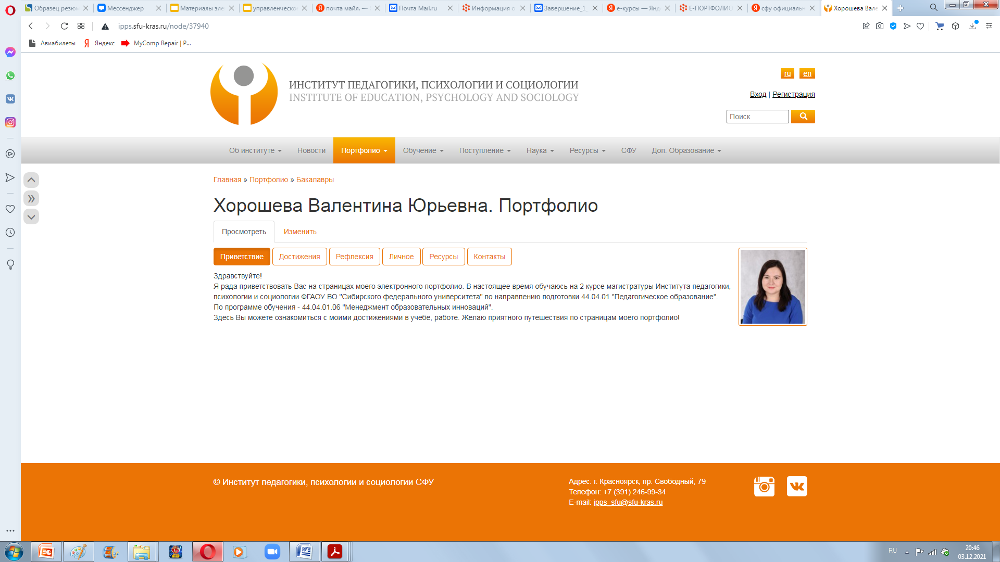 Образец резюм
Мессенджер
Материалы эле
управленческо
почта майл. —
Почта Mail.ru
Информация о
Завершение_1_
е-курсы — Янд
Е-ПОРТФОЛИО
сфу официальн
Хорошева Вале
ipps.sfu-kras.ru/node/37940
Авиабилеты
Яндекс
MyComp Repair | P...
ru en
ИНСТИТУТ ПЕДАГОГИКИ, ПСИХОЛОГИИ И СОЦИОЛОГИИ
INSTITUTE OF EDUCATION, PSYCHOLOGY AND SOCIOLOGY
Вход | Регистрация
Поиск
Об институте Новости Портфолио Обучение Поступление Наука Ресурсы СФУ Доп. Образование
Главная » Портфолио » Бакалавры
Хорошева Валентина Юрьевна. Портфолио
Просмотреть Изменить
Приветствие Достижения Рефлексия Личное Ресурсы Контакты
Здравствуйте!
Я рада приветствовать Вас на страницах моего электронного портфолио. В настоящее время обучаюсь на 2 курсе магистратуры Института педагогики,
психологии и социологии ФГАОУ ВО "Сибирского федерального университета" по направлению подготовки 44.04.01 "Педагогическое образование".
По программе обучения - 44.04.01.06 "Менеджмент образовательных инноваций".
Здесь Вы можете ознакомиться с моими достижениями в учебе, работе. Желаю приятного путешествия по страницам моего портфолио!
© Институт педагогики, психологии и социологии СФУ
Адрес: г. Красноярск, пр. Свободный, 79
Телефон: +7 (391) 246-99-34
E-mail: ipps_sfu@sfu-kras.ru
RU
20:46
03.12.2021